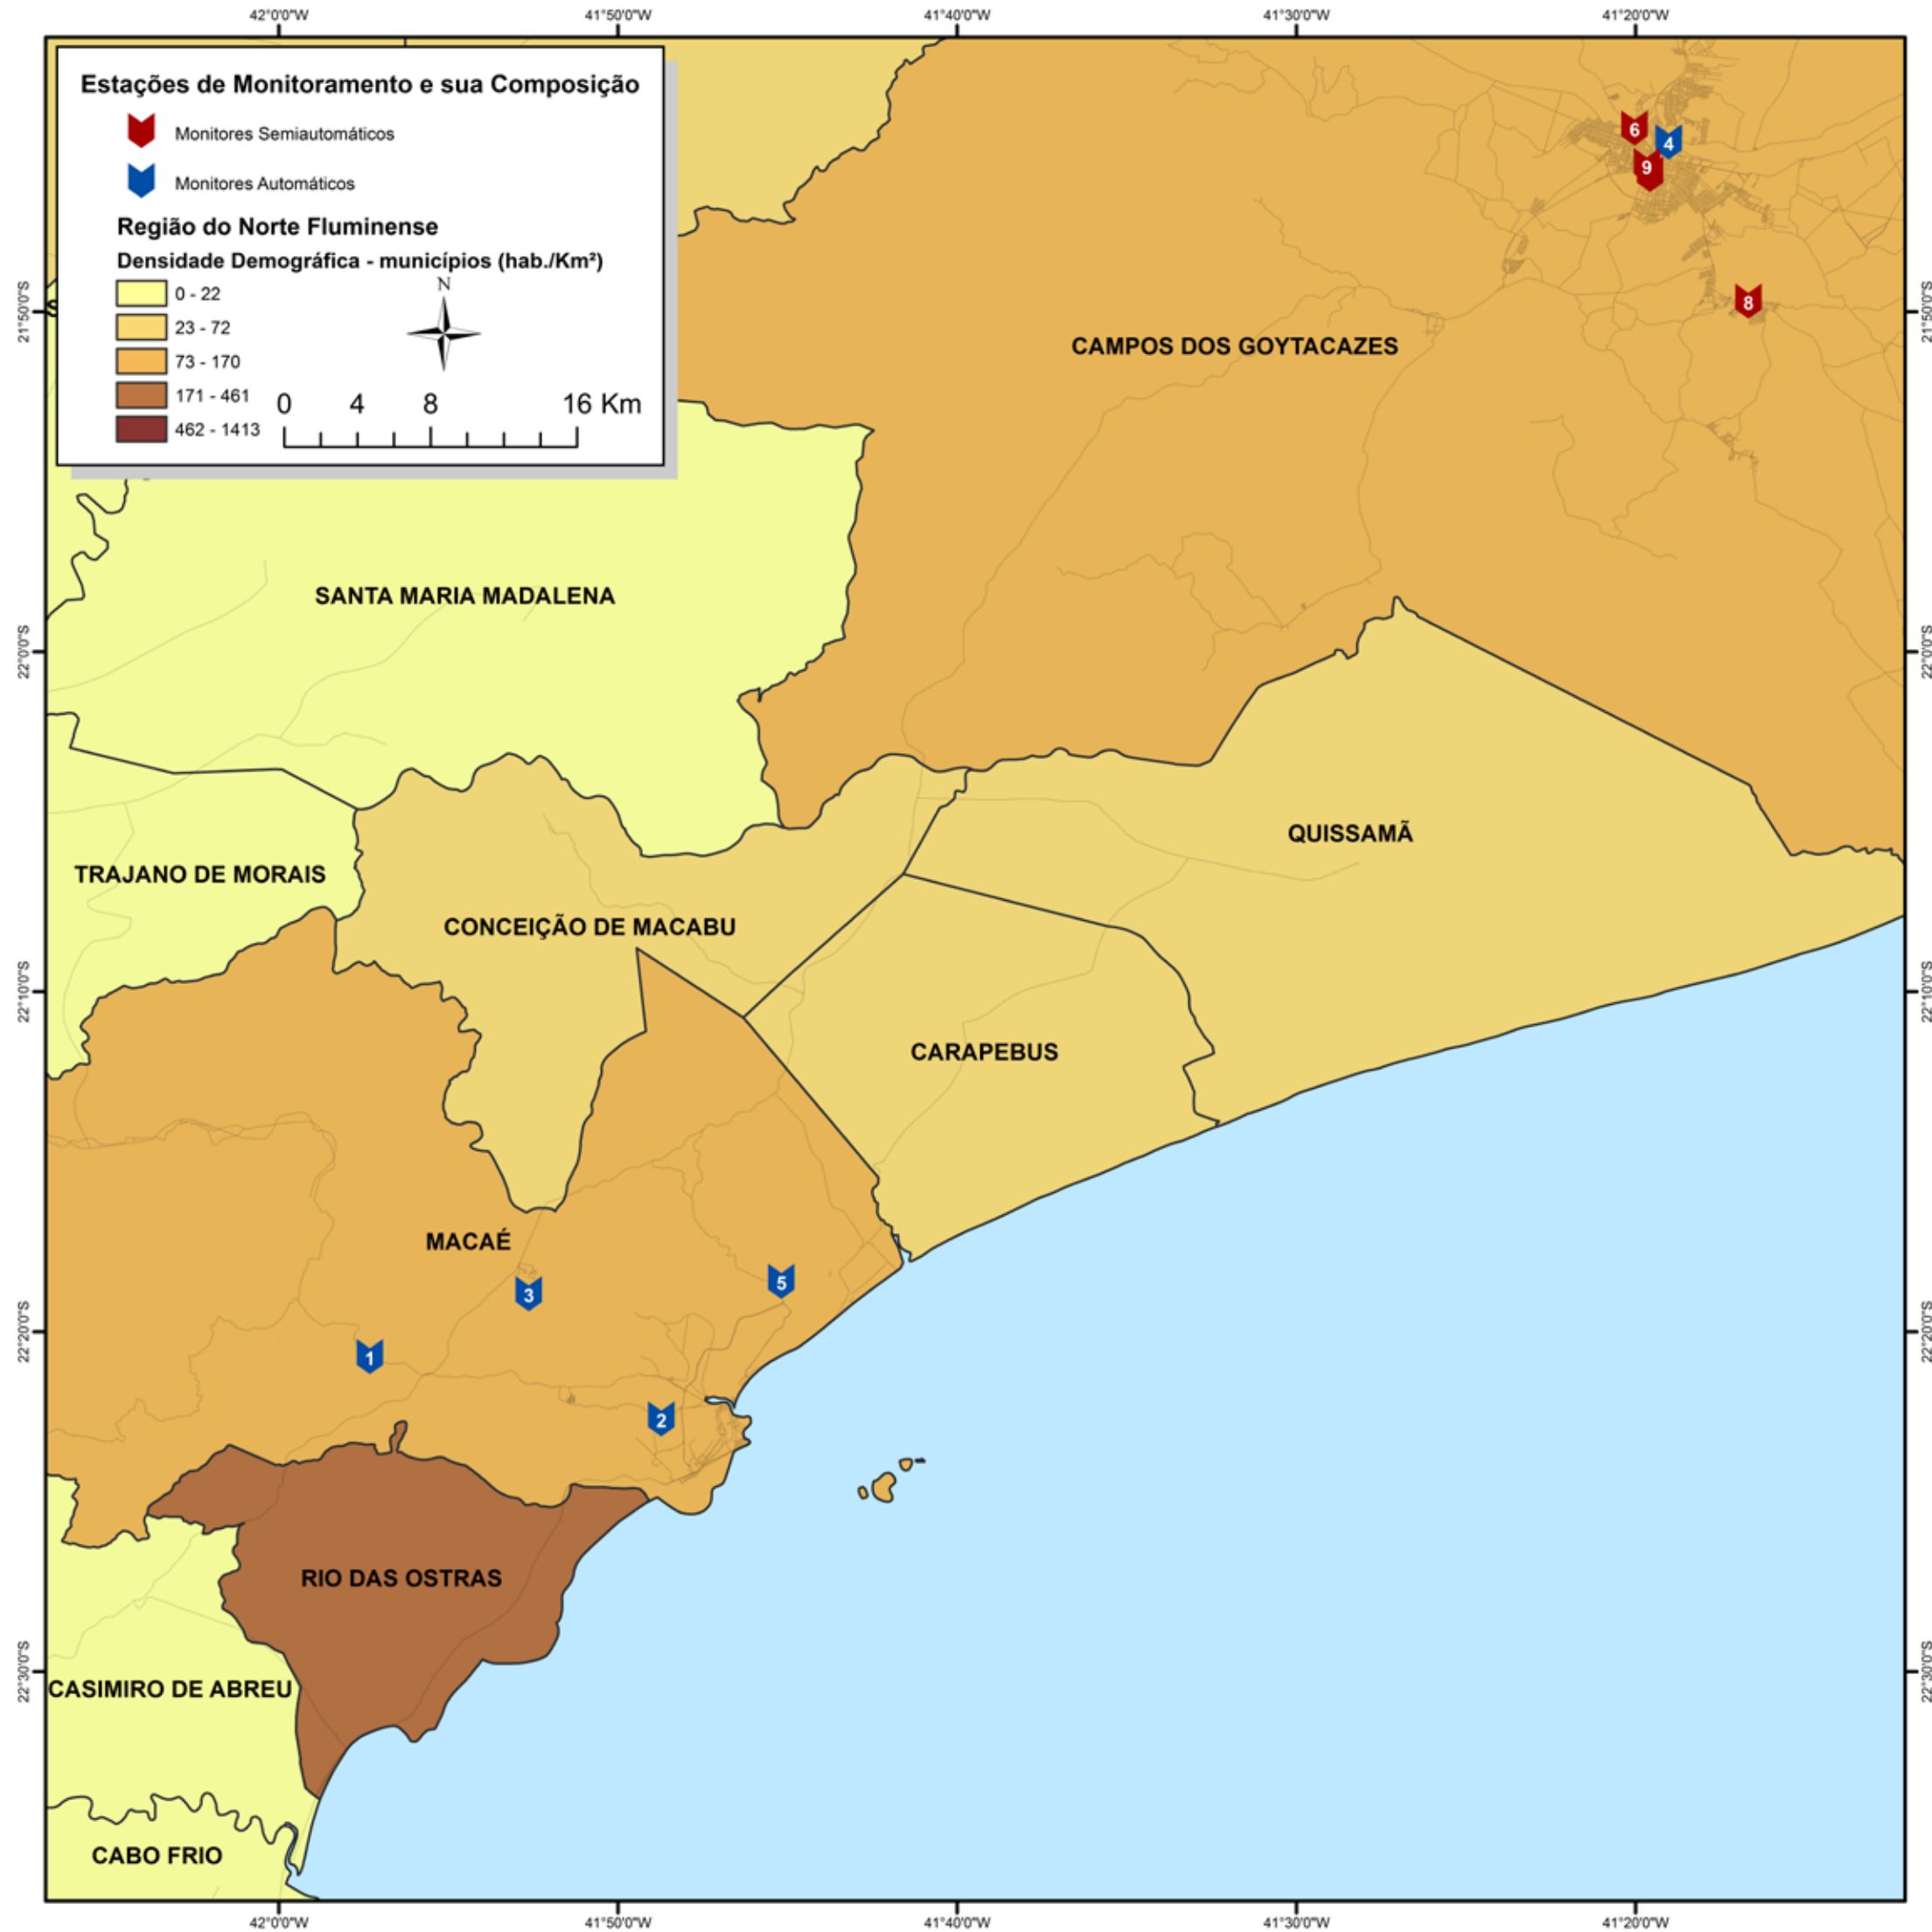 42°0'0"W 41°50'0"W 41°40'0"W 41°30'0"W 41°20'0"W
Estações de Monitoramento e sua Composição
Monitores Semiautomáticos
Monitores Automáticos
Região do Norte Fluminense
Densidade Demográfica - municípios (hab./Km²)
0 - 22
23 - 72
73 - 170
171 - 461
462 - 1413
N
0 4 8 16 Km
6
4
9
8
21°50'0"S
21°50'0"S
S
CAMPOS DOS GOYTACAZES
SANTA MARIA MADALENA
22°0'0"S
22°0'0"S
QUISSAMÃ
TRAJANO DE MORAIS
CONCEIÇÃO DE MACABU
22°10'0"S
22°10'0"S
CARAPEBUS
MACAÉ
5
3
22°20'0"S
22°20'0"S
1
2
RIO DAS OSTRAS
22°30'0"S
22°30'0"S
CASIMIRO DE ABREU
CABO FRIO
42°0'0"W 41°50'0"W 41°40'0"W 41°30'0"W 41°20'0"W